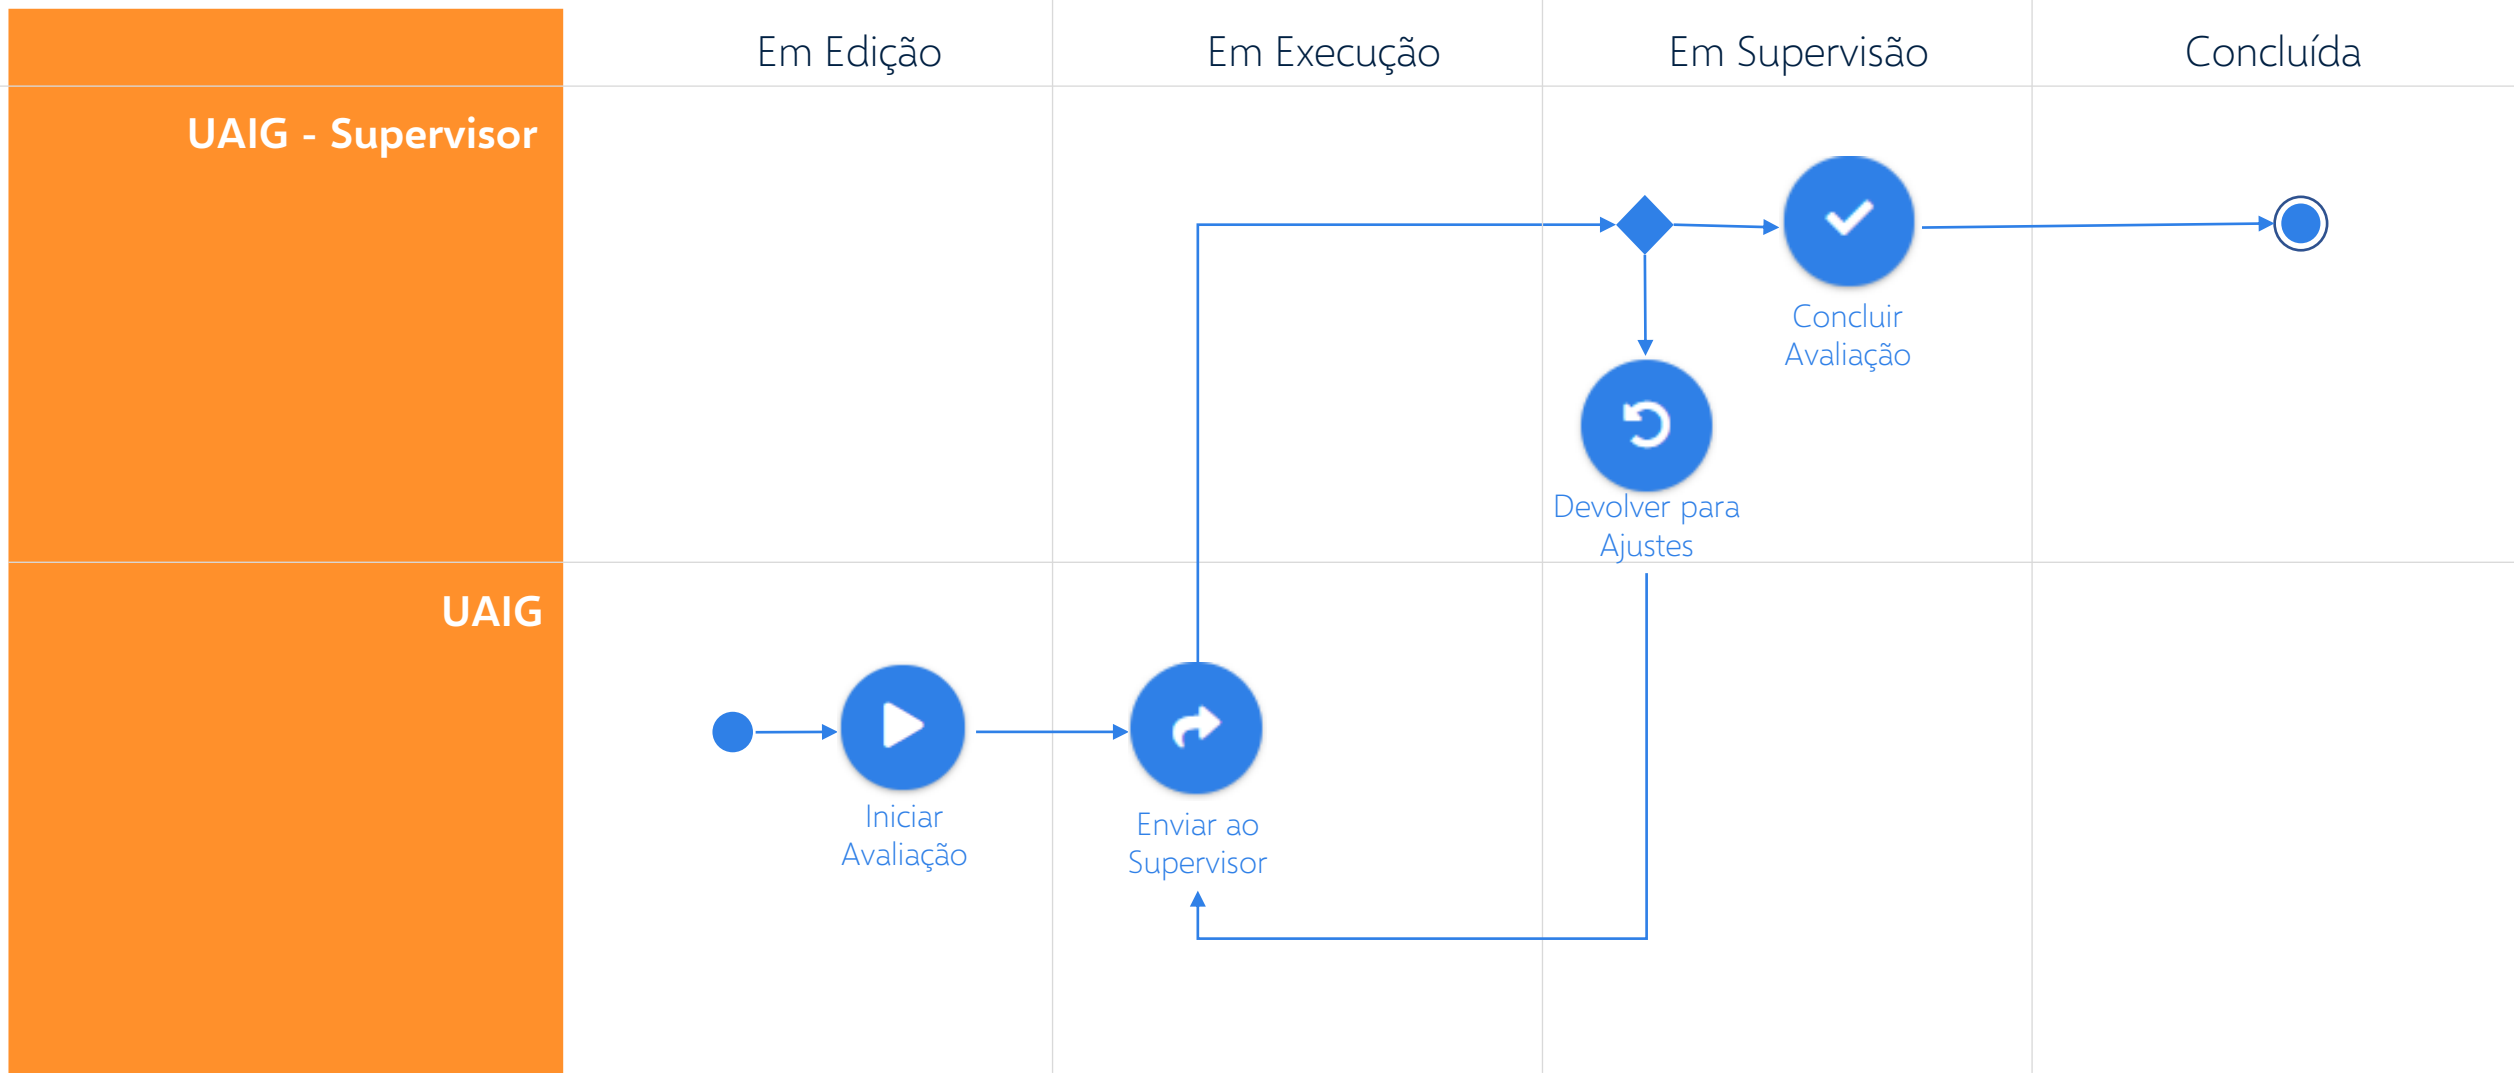 Em Edição
Em Execução
Em Supervisão
Concluída
UAIG - Supervisor
Concluir
Avaliação
Devolver para
Ajustes
UAIG
Iniciar
Avaliação
Enviar ao
Supervisor